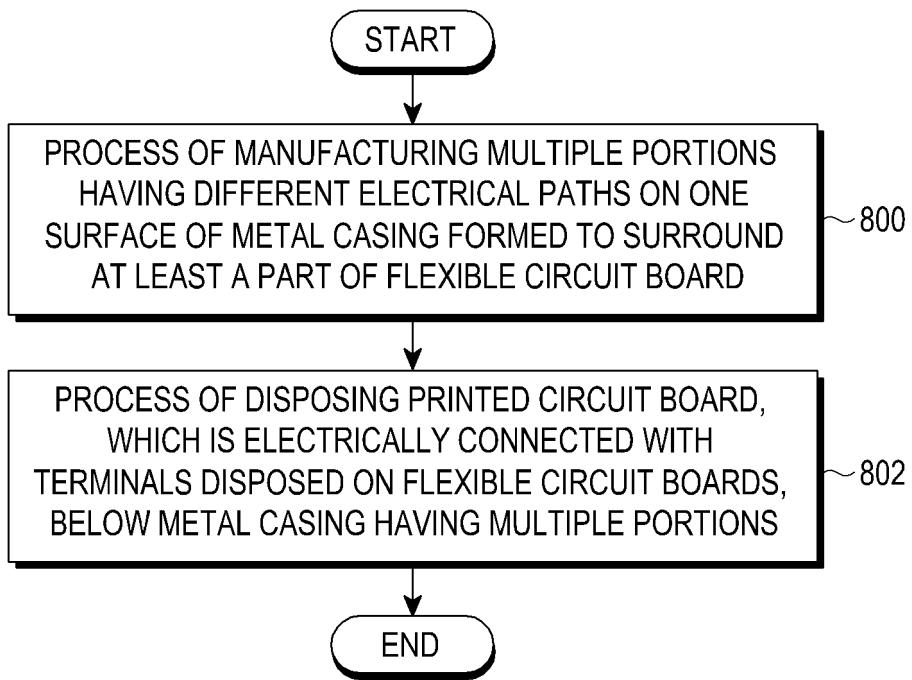 START
PROCESS OF MANUFACTURING MULTIPLE PORTIONS
HAVING DIFFERENT ELECTRICAL PATHS ON ONE
SURFACE OF METAL CASING FORMED TO SURROUND
AT LEAST A PART OF FLEXIBLE CIRCUIT BOARD
800
PROCESS OF DISPOSING PRINTED CIRCUIT BOARD,
WHICH IS ELECTRICALLY CONNECTED WITH
TERMINALS DISPOSED ON FLEXIBLE CIRCUIT BOARDS,
BELOW METAL CASING HAVING MULTIPLE PORTIONS
802
END